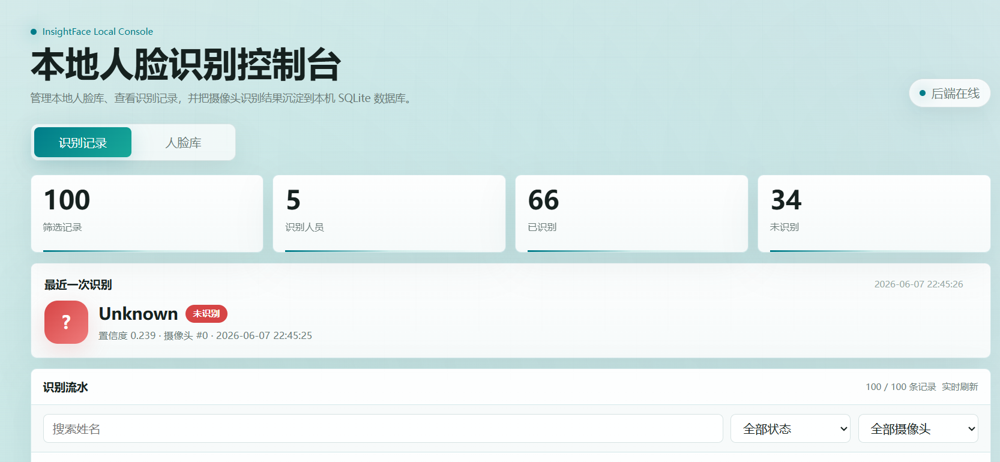 InsightFace Local Console
本地人脸识别控制台
管理本地人脸库、查看识别记录，并把摄像头识别结果沉淀到本机 SQLite 数据库。
后端在线
识别记录 人脸库
100 5 66 34
筛选记录 识别人员 已识别 未识别
最近一次识别 2026-06-07 22:45:26
?
Unknown 未识别
置信度 0.239 · 摄像头 #0 · 2026-06-07 22:45:25
识别流水 100 / 100 条记录 实时刷新
搜索姓名 全部状态 全部摄像头